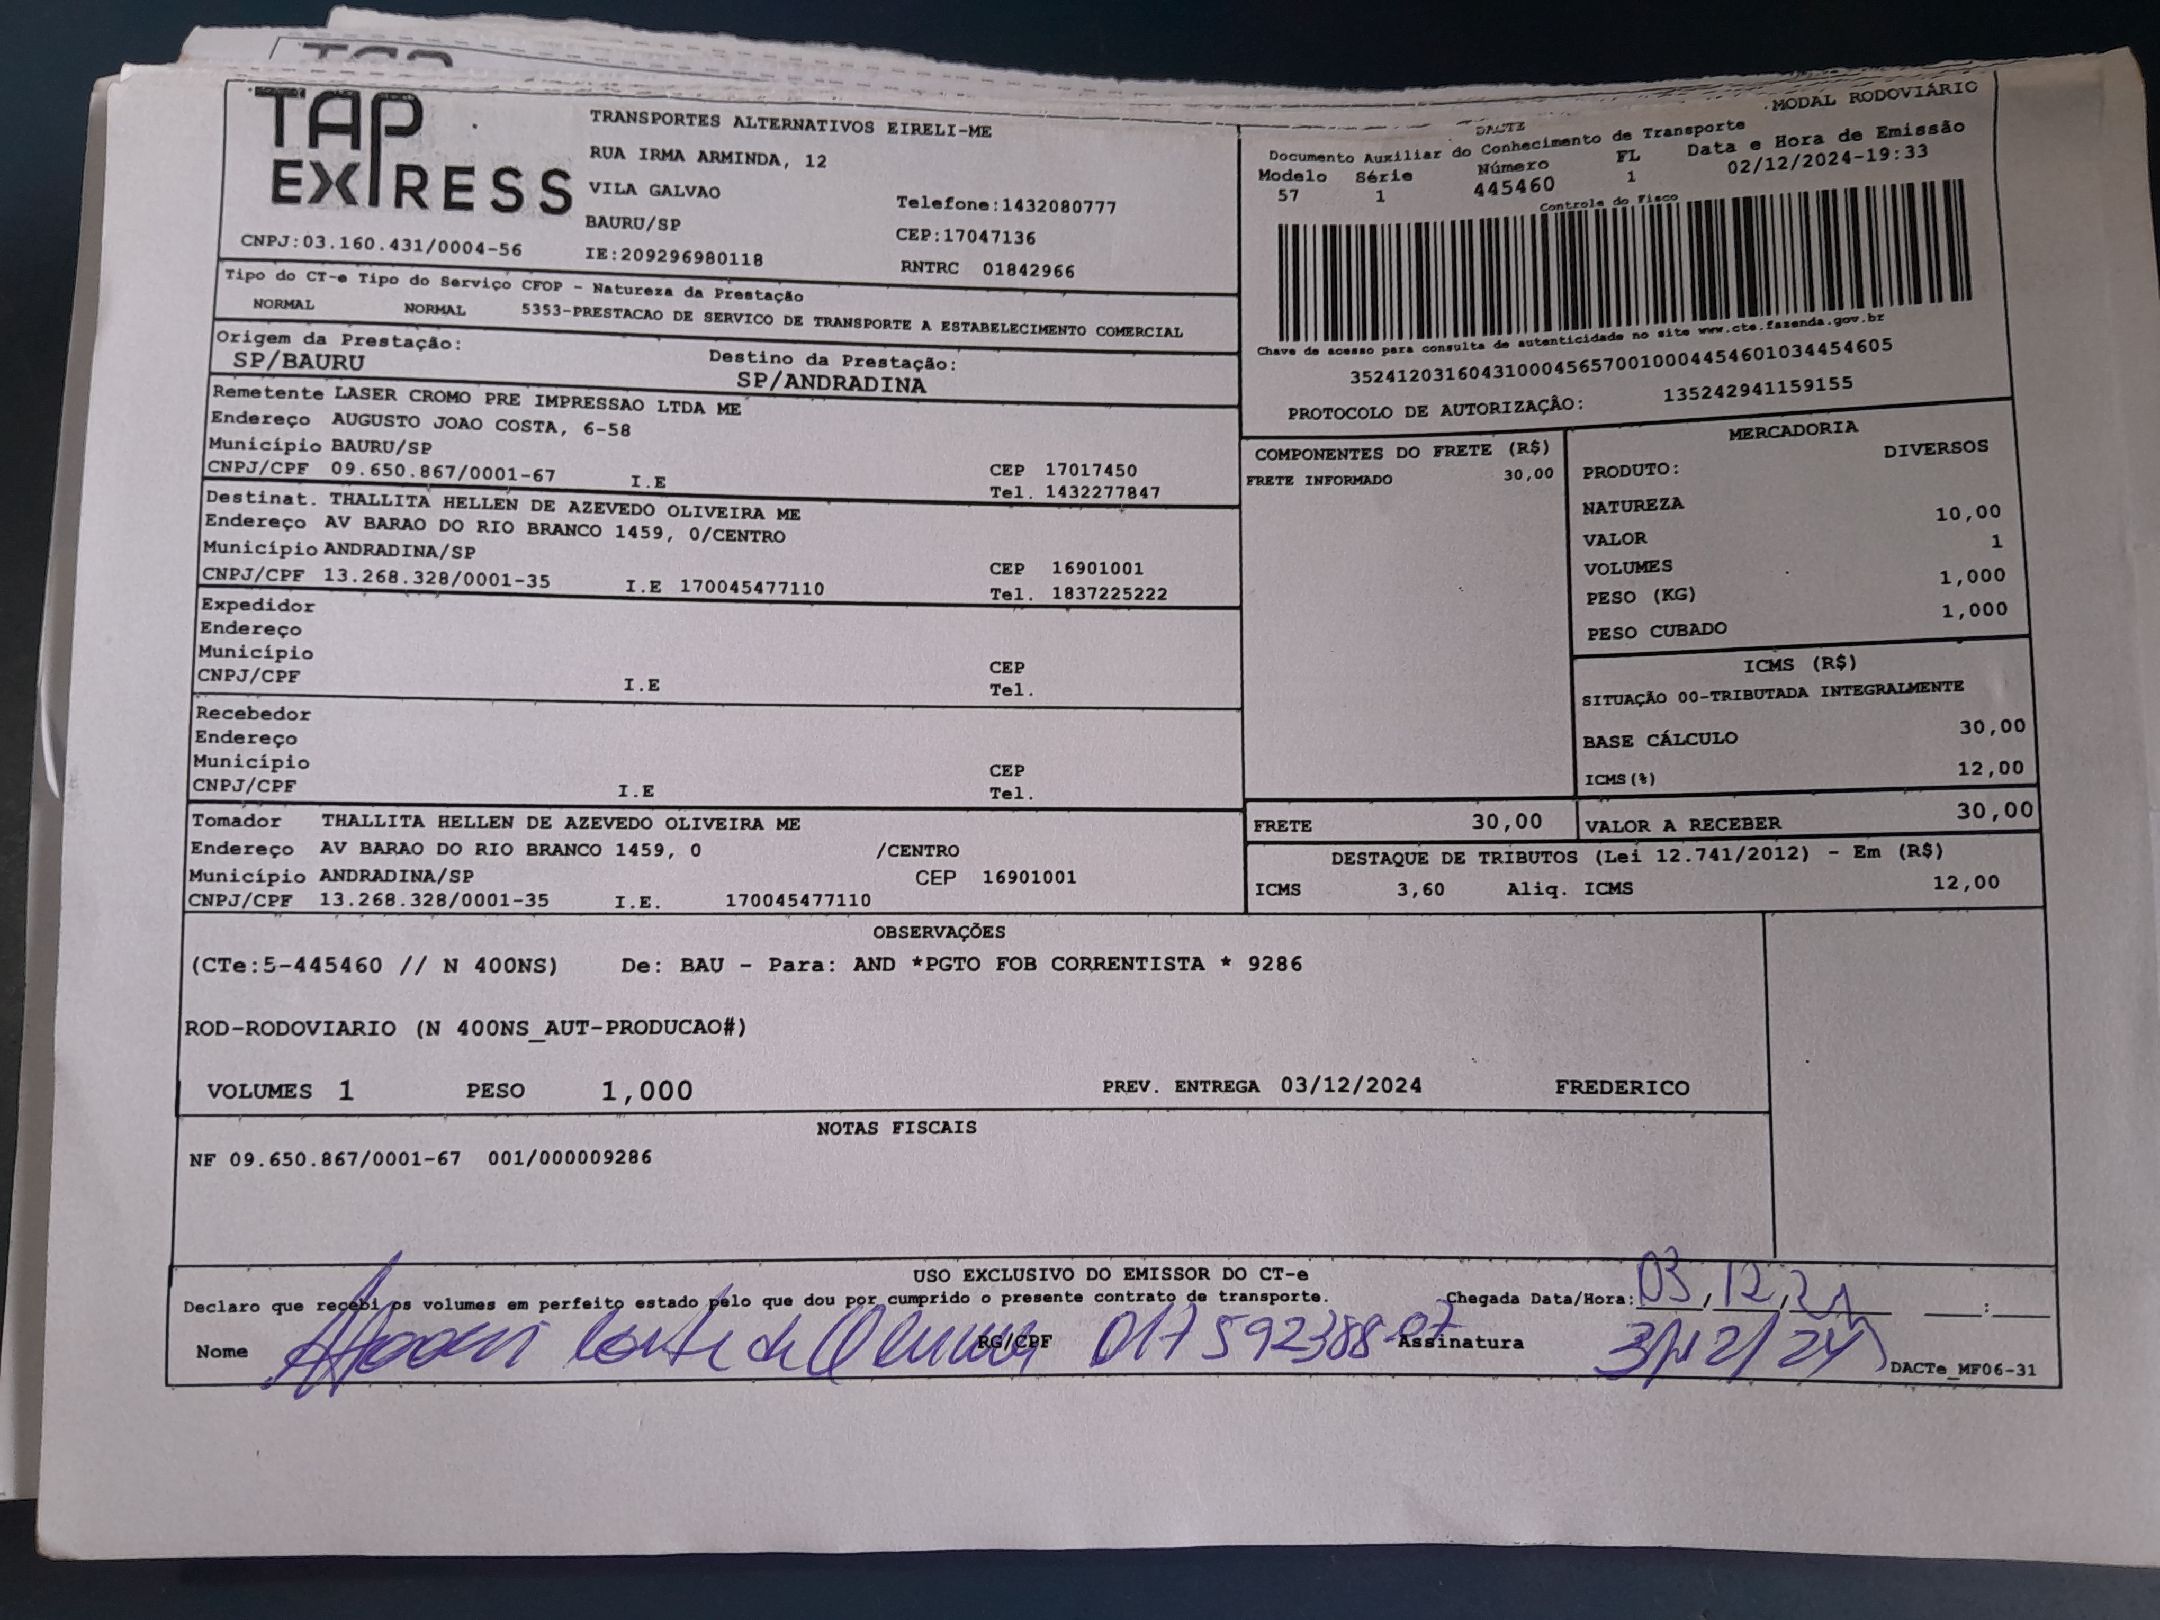 TAP EXPRESS
TRANSPORTES ALTERNATIVOS EIRELI-ME
RUA IRMA ARMINDA, 12
VILA GALVAO
BAURU/SP
Telefone:1432080777
CEP:17047136
CNPJ:03.160.431/0004-56
IE:209296980118
RNTRC 01842966
MODAL RODOVIÁRIO
DACTE
Documento Auxiliar do Conhecimento de Transporte
Modelo Série Número FL Data e Hora de Emissão
57 1 445460 1 02/12/2024-19:33
Controle do Fisco
Chave de acesso para consulta de autenticidade no site www.cte.fazenda.gov.br
35241203160431000456570010004454601034454605
PROTOCOLO DE AUTORIZAÇÂO: 135242941159155
Tipo do CT-e Tipo do Serviço CFOP - Natureza da Prestação
NORMAL NORMAL 5353-PRESTACAO DE SERVICO DE TRANSPORTE A ESTABELECIMENTO COMERCIAL
Origem da Prestação: Destino da Prestação:
SP/BAURU SP/ANDRADINA
Remetente LASER CROMO PRE IMPRESSAO LTDA ME
Endereço AUGUSTO JOAO COSTA, 6-58
Município BAURU/SP CEP 17017450
CNPJ/CPF 09.650.867/0001-67 I.E Tel. 1432277847
Destinat. THALLITA HELLEN DE AZEVEDO OLIVEIRA ME
Endereço AV BARAO DO RIO BRANCO 1459, 0/CENTRO
Município ANDRADINA/SP CEP 16901001
CNPJ/CPF 13.268.328/0001-35 I.E 170045477110 Tel. 1837225222
Expedidor
Endereço
Município CEP
CNPJ/CPF I.E Tel.
Recebedor
Endereço
Município CEP
CNPJ/CPF I.E Tel.
Tomador THALLITA HELLEN DE AZEVEDO OLIVEIRA ME
Endereço AV BARAO DO RIO BRANCO 1459, 0 /CENTRO
Município ANDRADINA/SP CEP 16901001
CNPJ/CPF 13.268.328/0001-35 I.E. 170045477110
COMPONENTES DO FRETE (R$)
FRETE INFORMADO 30,00
MERCADORIA
PRODUTO: DIVERSOS
NATUREZA
VALOR 10,00
VOLUMES 1
PESO (KG) 1,000
PESO CUBADO 1,000
ICMS (R$)
SITUAÇÃO 00-TRIBUTADA INTEGRALMENTE
BASE CÁLCULO 30,00
ICMS(%) 12,00
FRETE 30,00 VALOR A RECEBER 30,00
DESTAQUE DE TRIBUTOS (Lei 12.741/2012) - Em (R$)
ICMS 3,60 Aliq. ICMS 12,00
OBSERVAÇÕES
(CTe:5-445460 // N 400NS) De: BAU - Para: AND *PGTO FOB CORRENTISTA * 9286
ROD-RODOVIARIO (N 400NS_AUT-PRODUCAO#)
VOLUMES 1 PESO 1,000 PREV. ENTREGA 03/12/2024 FREDERICO
NOTAS FISCAIS
NF 09.650.867/0001-67 001/000009286
USO EXCLUSIVO DO EMISSOR DO CT-e
Declaro que recebi os volumes em perfeito estado pelo que dou por cumprido o presente contrato de transporte. Chegada Data/Hora: 03, 12, :
Nome RG/CPF 017592388-07 Assinatura 3/12/24
DACTe_MF06-31